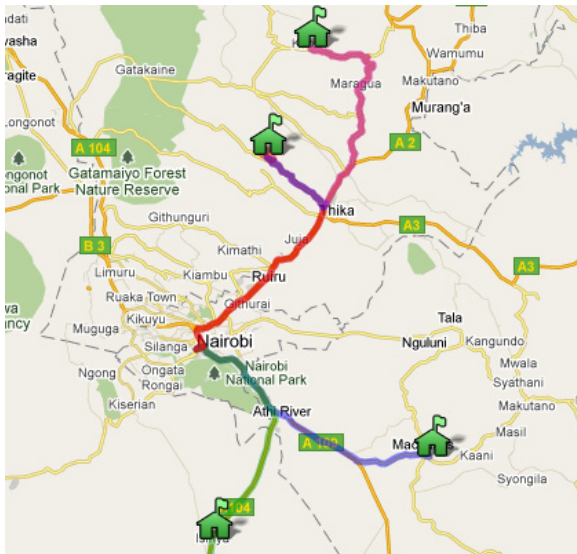 Thiba
Wamumu
Gatakaine
Maragua
Makutano
Murang'a
Longonot
A 104
A 2
Gatamaiyo Forest
Nature Reserve
Thika
Githunguri
Juja
A3
B 3
Kimathi
A3
Limuru
Kiambu
Ruiru
Ruaka Town
Githurai
Kikuyu
Tala
Muguga
Silanga
Nairobi
Nguluni
Kangundo
Ngong
Ongata
Rongai
Nairobi
National Park
Mwala
Syathani
Kiserian
Athi River
Makutano
Masil
Kaani
Syongila